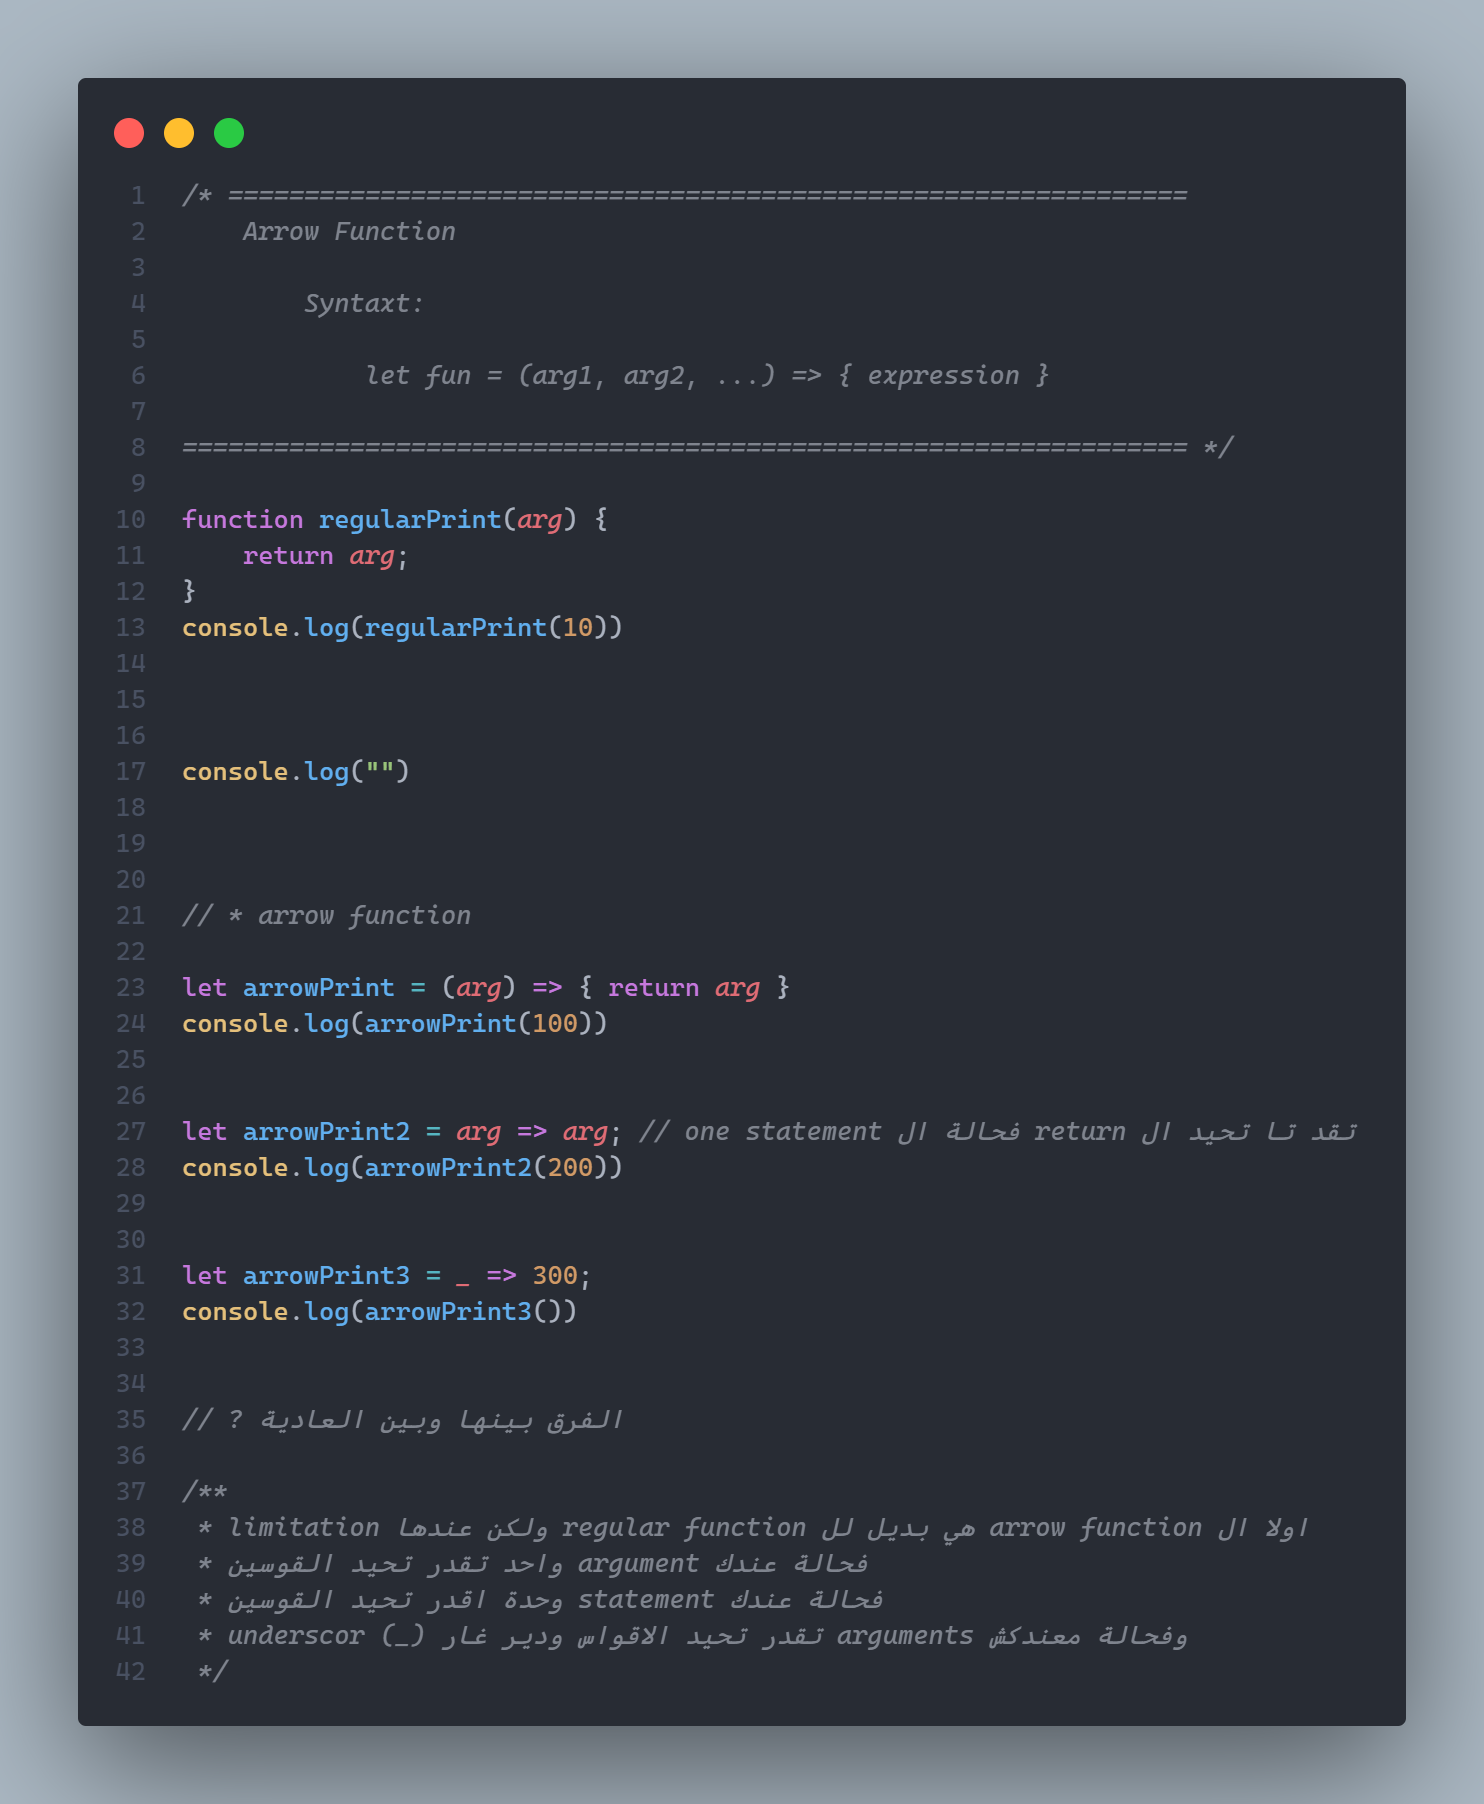 1 /* ===============================================================
2 Arrow Function
3
4 Syntaxt:
5
6 let fun = (arg1, arg2, ...) => { expression }
7
8 ================================================================== */
9
10 function regularPrint(arg) {
11 return arg;
12 }
13 console.log(regularPrint(10))
14
15
16
17 console.log("")
18
19
20
21 // * arrow function
22
23 let arrowPrint = (arg) => { return arg }
24 console.log(arrowPrint(100))
25
26
27 let arrowPrint2 = arg => arg; // تقد تا تحيد ال return فحالة ال one statement
28 console.log(arrowPrint2(200))
29
30
31 let arrowPrint3 = _ => 300;
32 console.log(arrowPrint3())
33
34
35 // الفرق بينها وبين العادية ?
36
37 /**
38 * اولا ال arrow function هي بديل لل regular function ولكن عندها limitation
39 * فحالة عندك argument واحد تقدر تحيد القوسين
40 * فحالة عندك statement وحدة اقدر تحيد القوسين
41 * وفحالة معندكش arguments تقدر تحيد الاقواس ودير غار (_) underscor
42 */